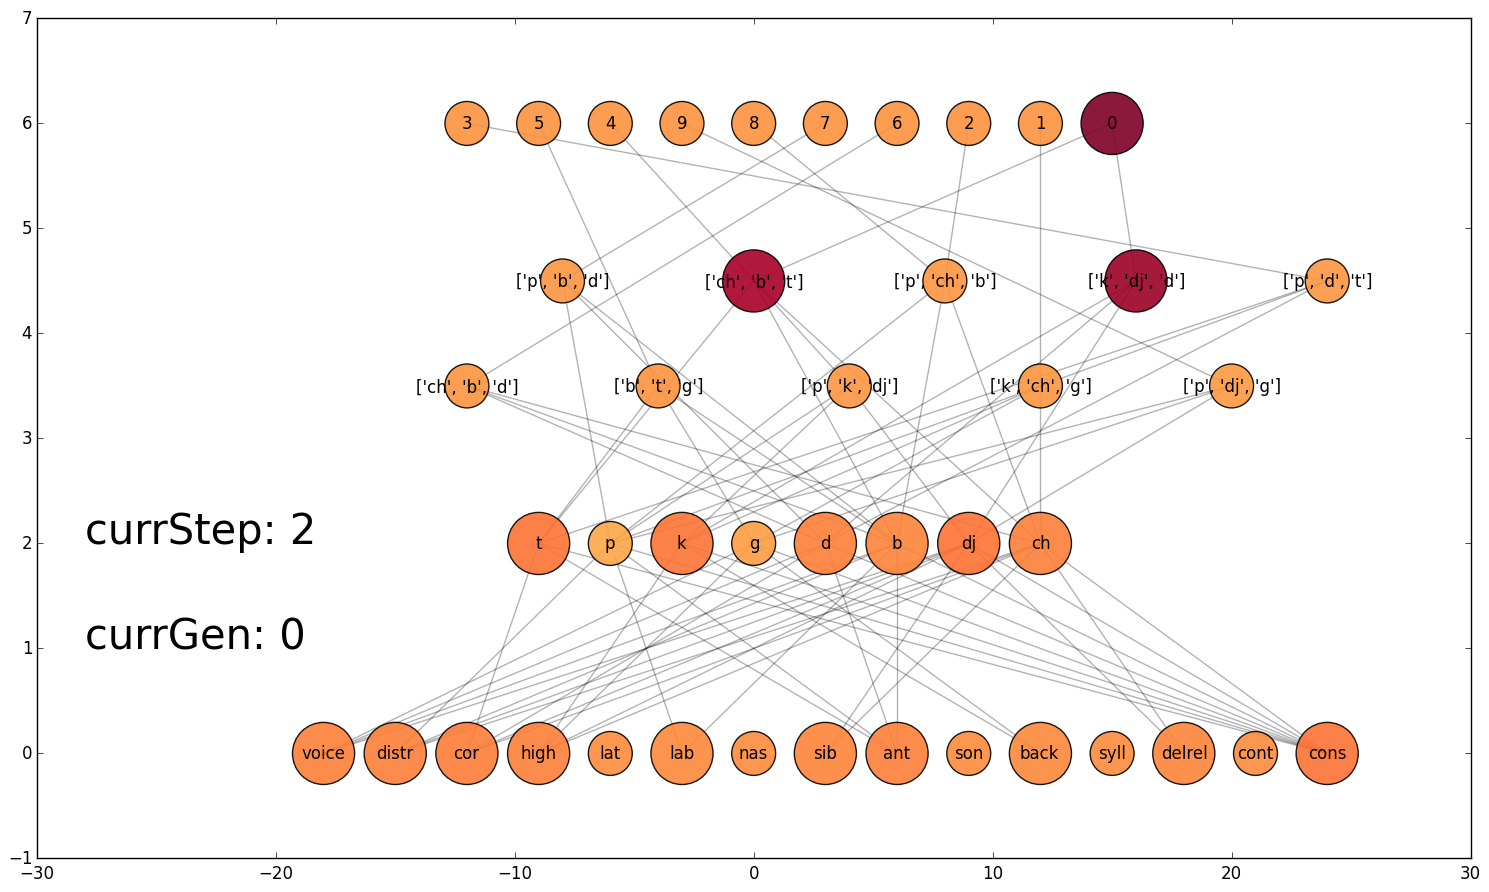 7
6
3 5 4 9 8 7 6 2 1 0
5
['p', 'b', 'd'] ['ch', 'b', 't'] ['p', 'ch', 'b'] ['k', 'dj', 'd'] ['p', 'd', 't']
4
['ch', 'b', 'd'] ['b', 't', 'g'] ['p', 'k', 'dj'] ['k', 'ch', 'g'] ['p', 'dj', 'g']
3
currStep: 2
2
t p k g d b dj ch
currGen: 0
1
0
voice distr cor high lat lab nas sib ant son back syll delrel cont cons
−1
−30 −20 −10 0 10 20 30